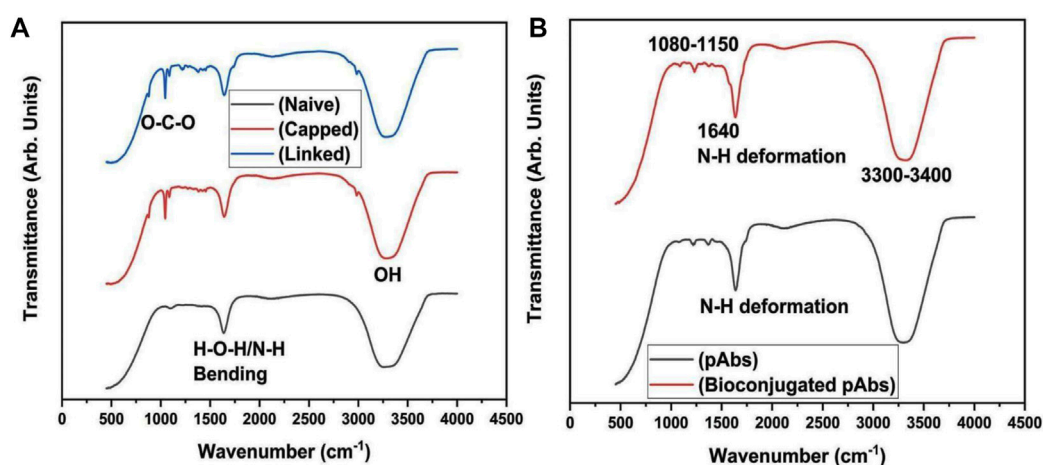 A
Transmittance (Arb. Units)
O-C-O
(Naive)
(Capped)
(Linked)
OH
H-O-H/N-H
Bending
0 500 1000 1500 2000 2500 3000 3500 4000 4500
Wavenumber (cm⁻¹)
B
Transmittance (Arb. Units)
1080-1150
1640
N-H deformation
3300-3400
N-H deformation
(pAbs)
(Bioconjugated pAbs)
0 500 1000 1500 2000 2500 3000 3500 4000 4500
Wavenumber (cm⁻¹)